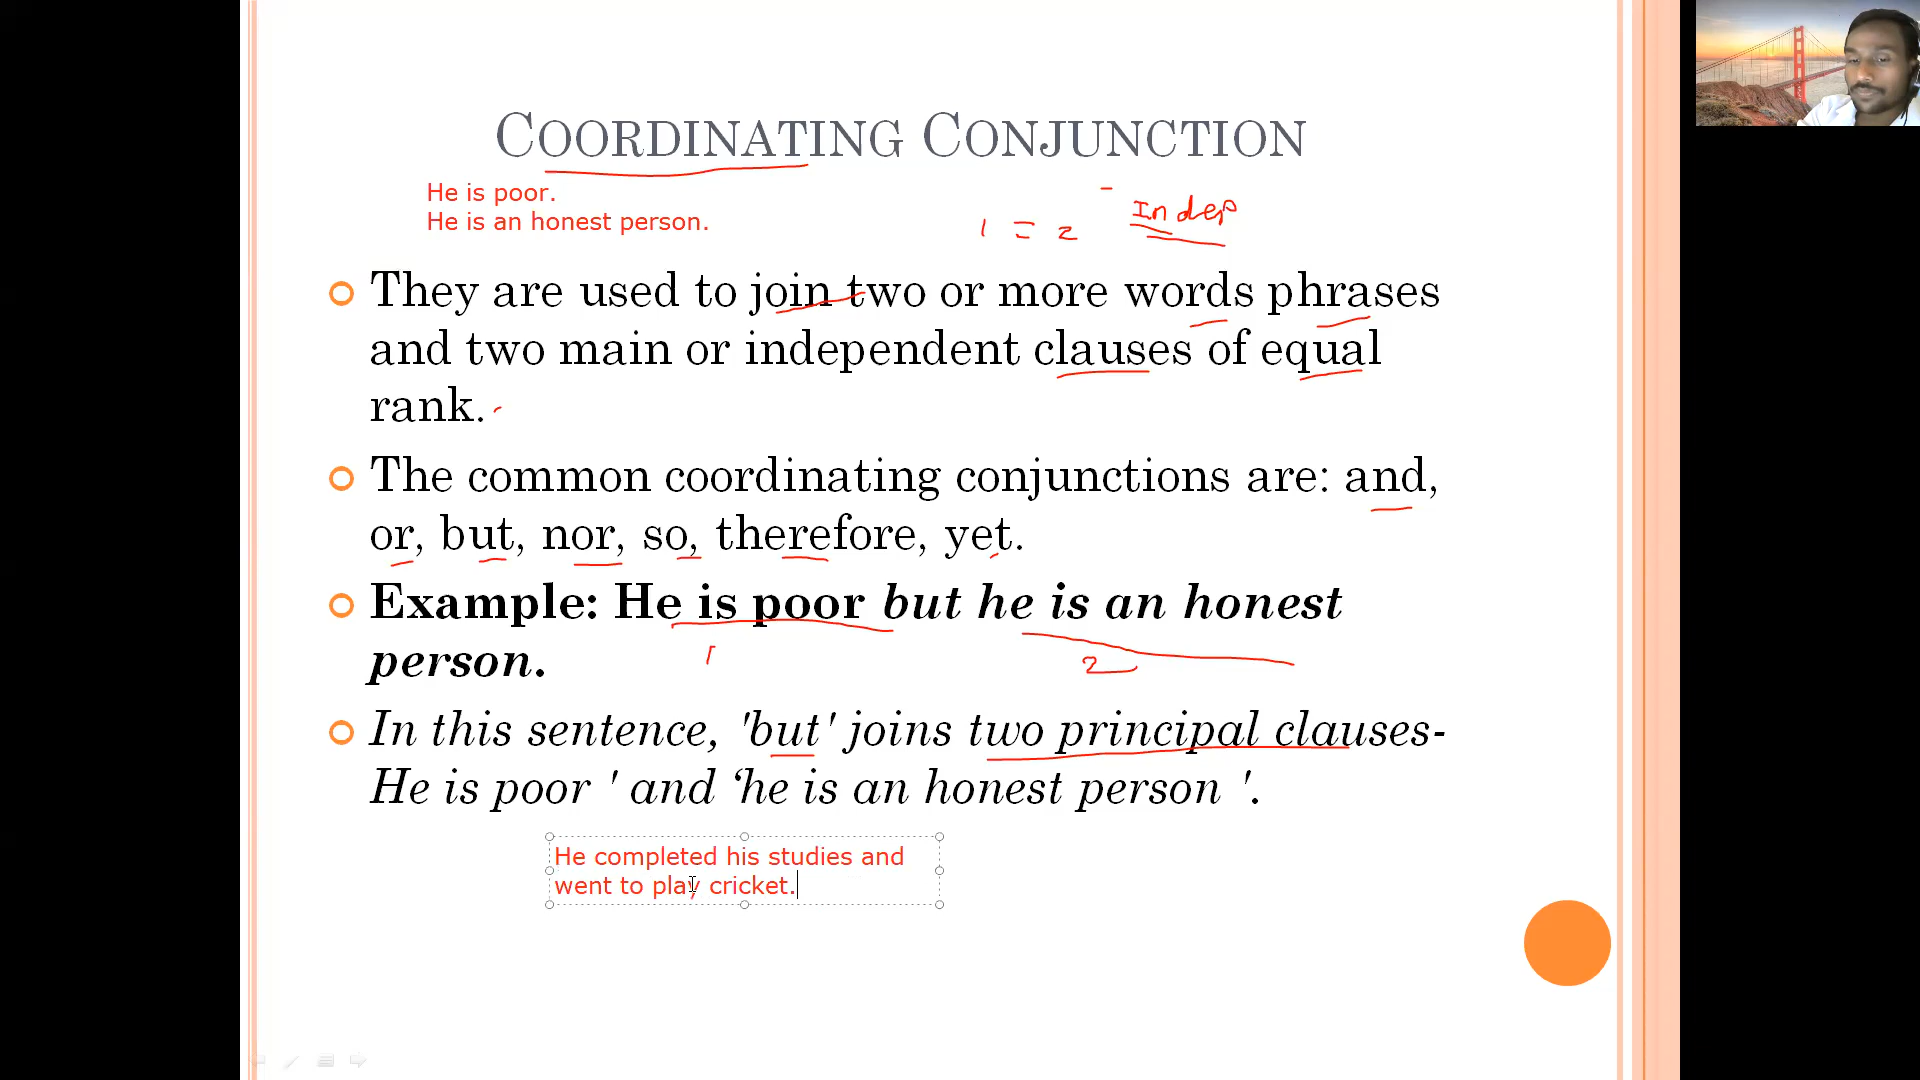 COORDINATING CONJUNCTION
He is poor.
He is an honest person.
1 = 2
Indep
They are used to join two or more words phrases
and two main or independent clauses of equal
rank.
The common coordinating conjunctions are: and,
or, but, nor, so, therefore, yet.
Example: He is poor but he is an honest
person.
1
2
In this sentence, 'but' joins two principal clauses-
He is poor ' and ‘he is an honest person '.
He completed his studies and
went to play cricket.